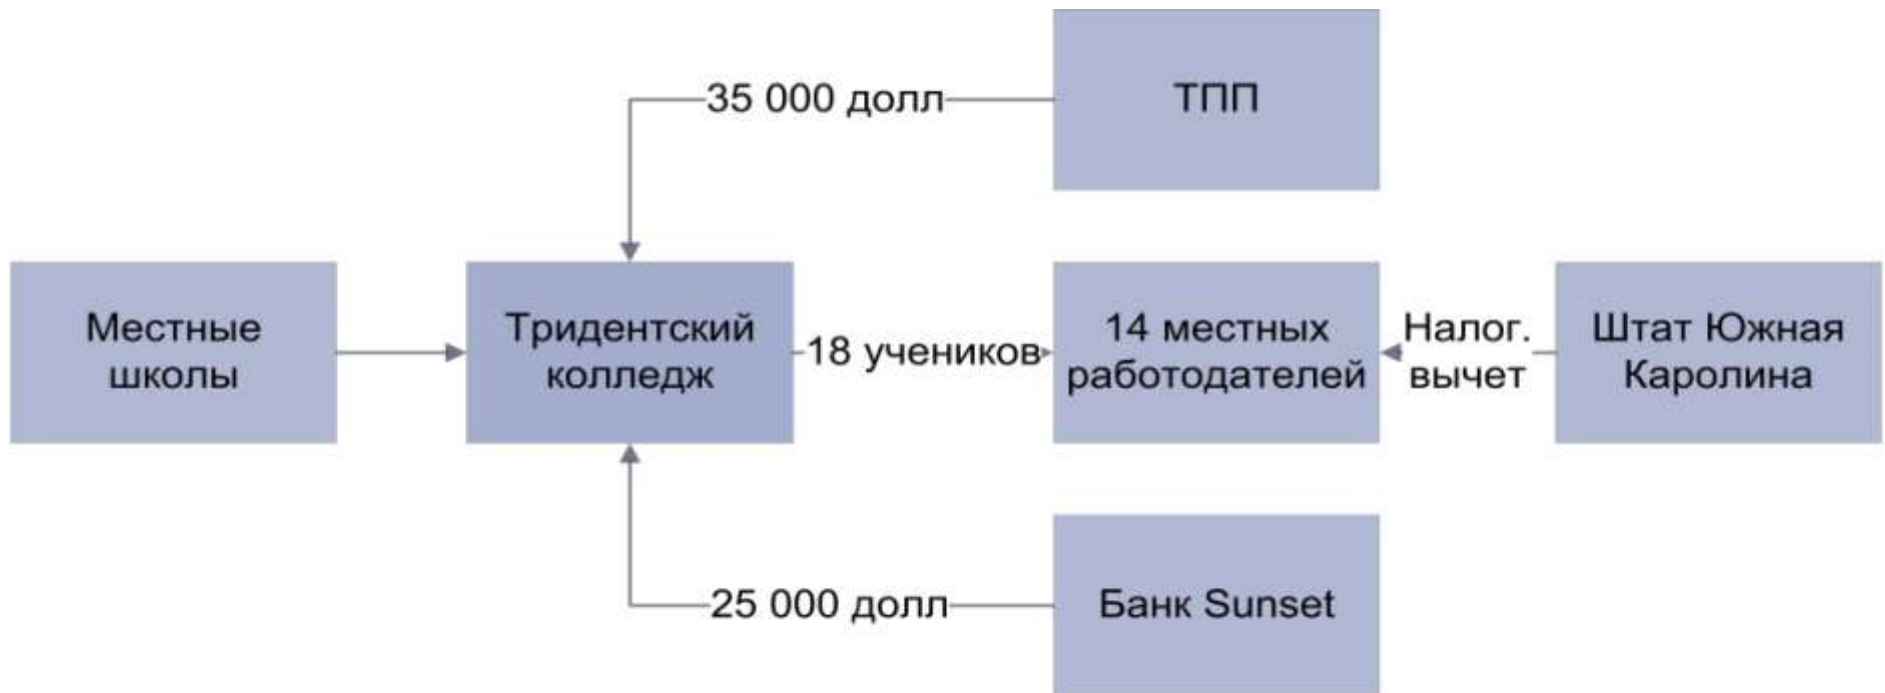 35 000 долл
ТПП
Местные
школы
Тридентский
колледж
18 учеников
14 местных
работодателей
Налог.
вычет
Штат Южная
Каролина
25 000 долл
Банк Sunset